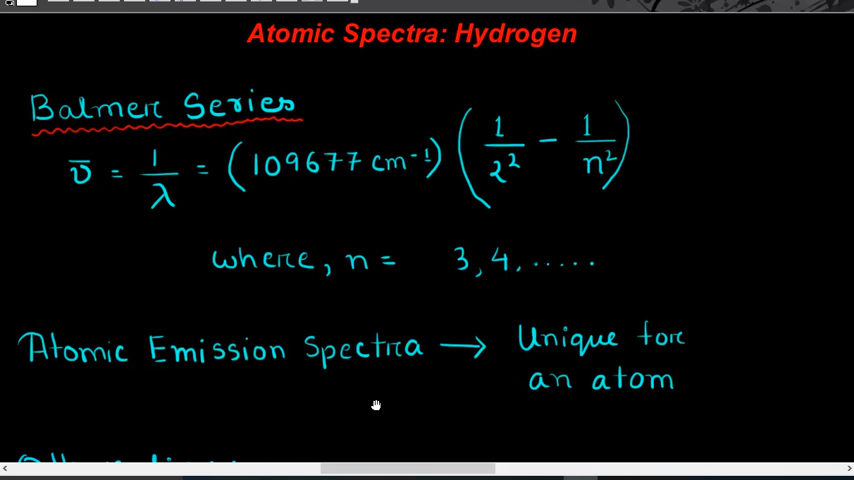 Atomic Spectra: Hydrogen
Balmer Series
ν̅ = 1/λ = (109677 cm⁻¹) (1/2² − 1/n²)
where, n = 3, 4, .....
Atomic Emission Spectra → Unique for
an atom